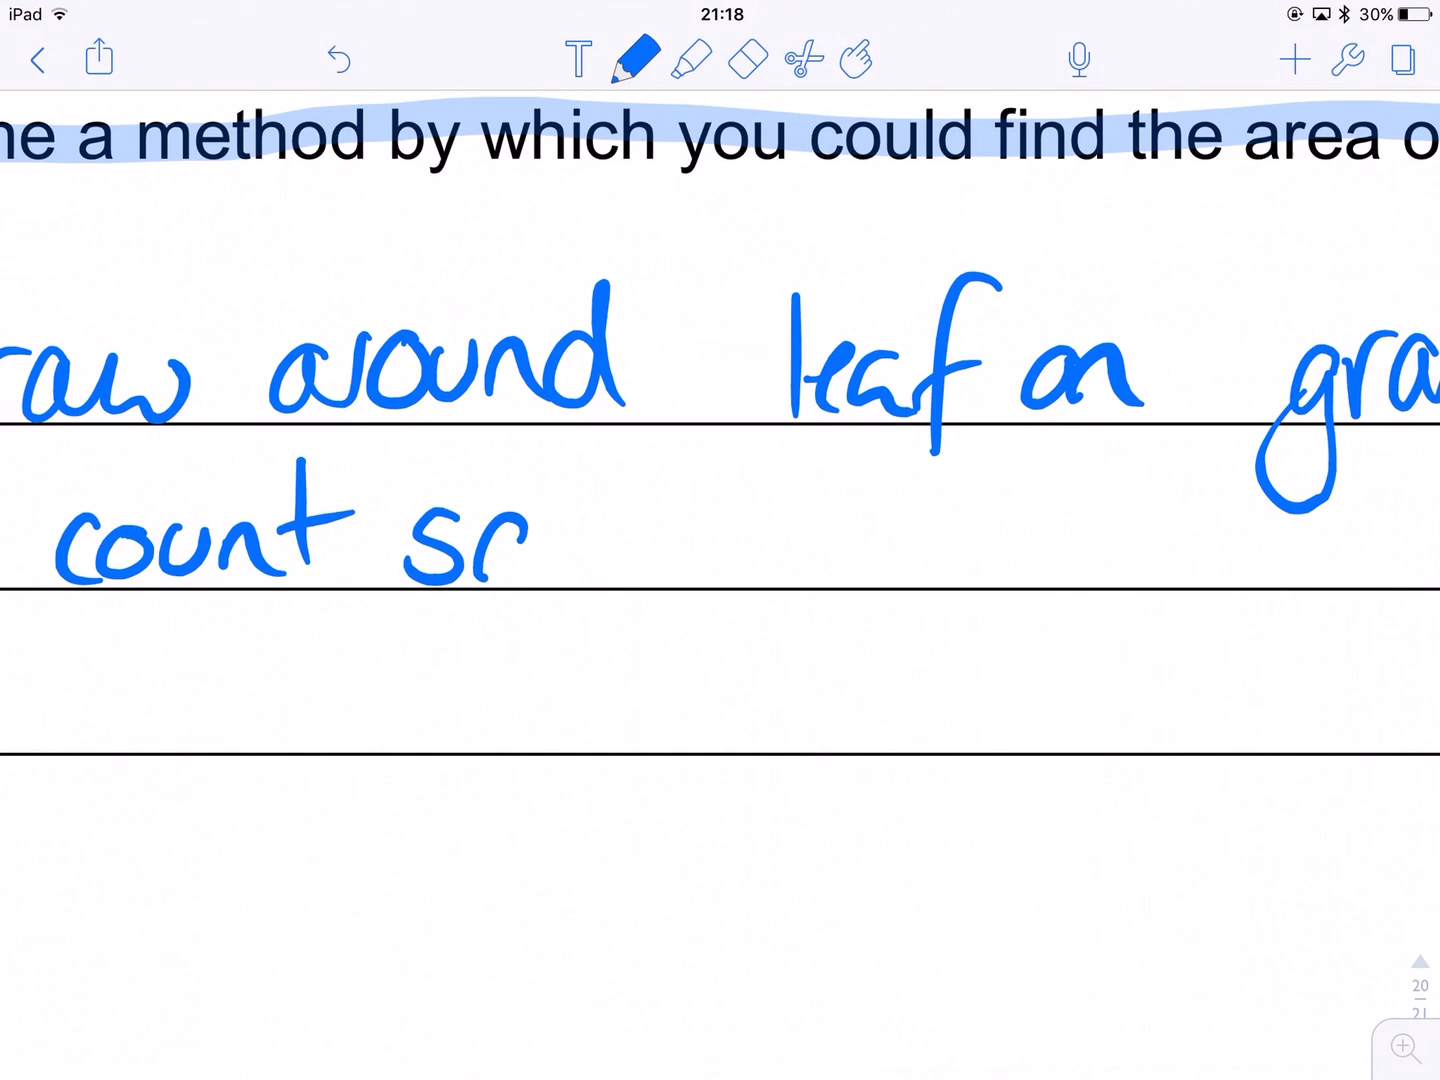 iPad 21:18 30%
T
ne a method by which you could find the area o
raw around leaf on gra
count sr
20
21